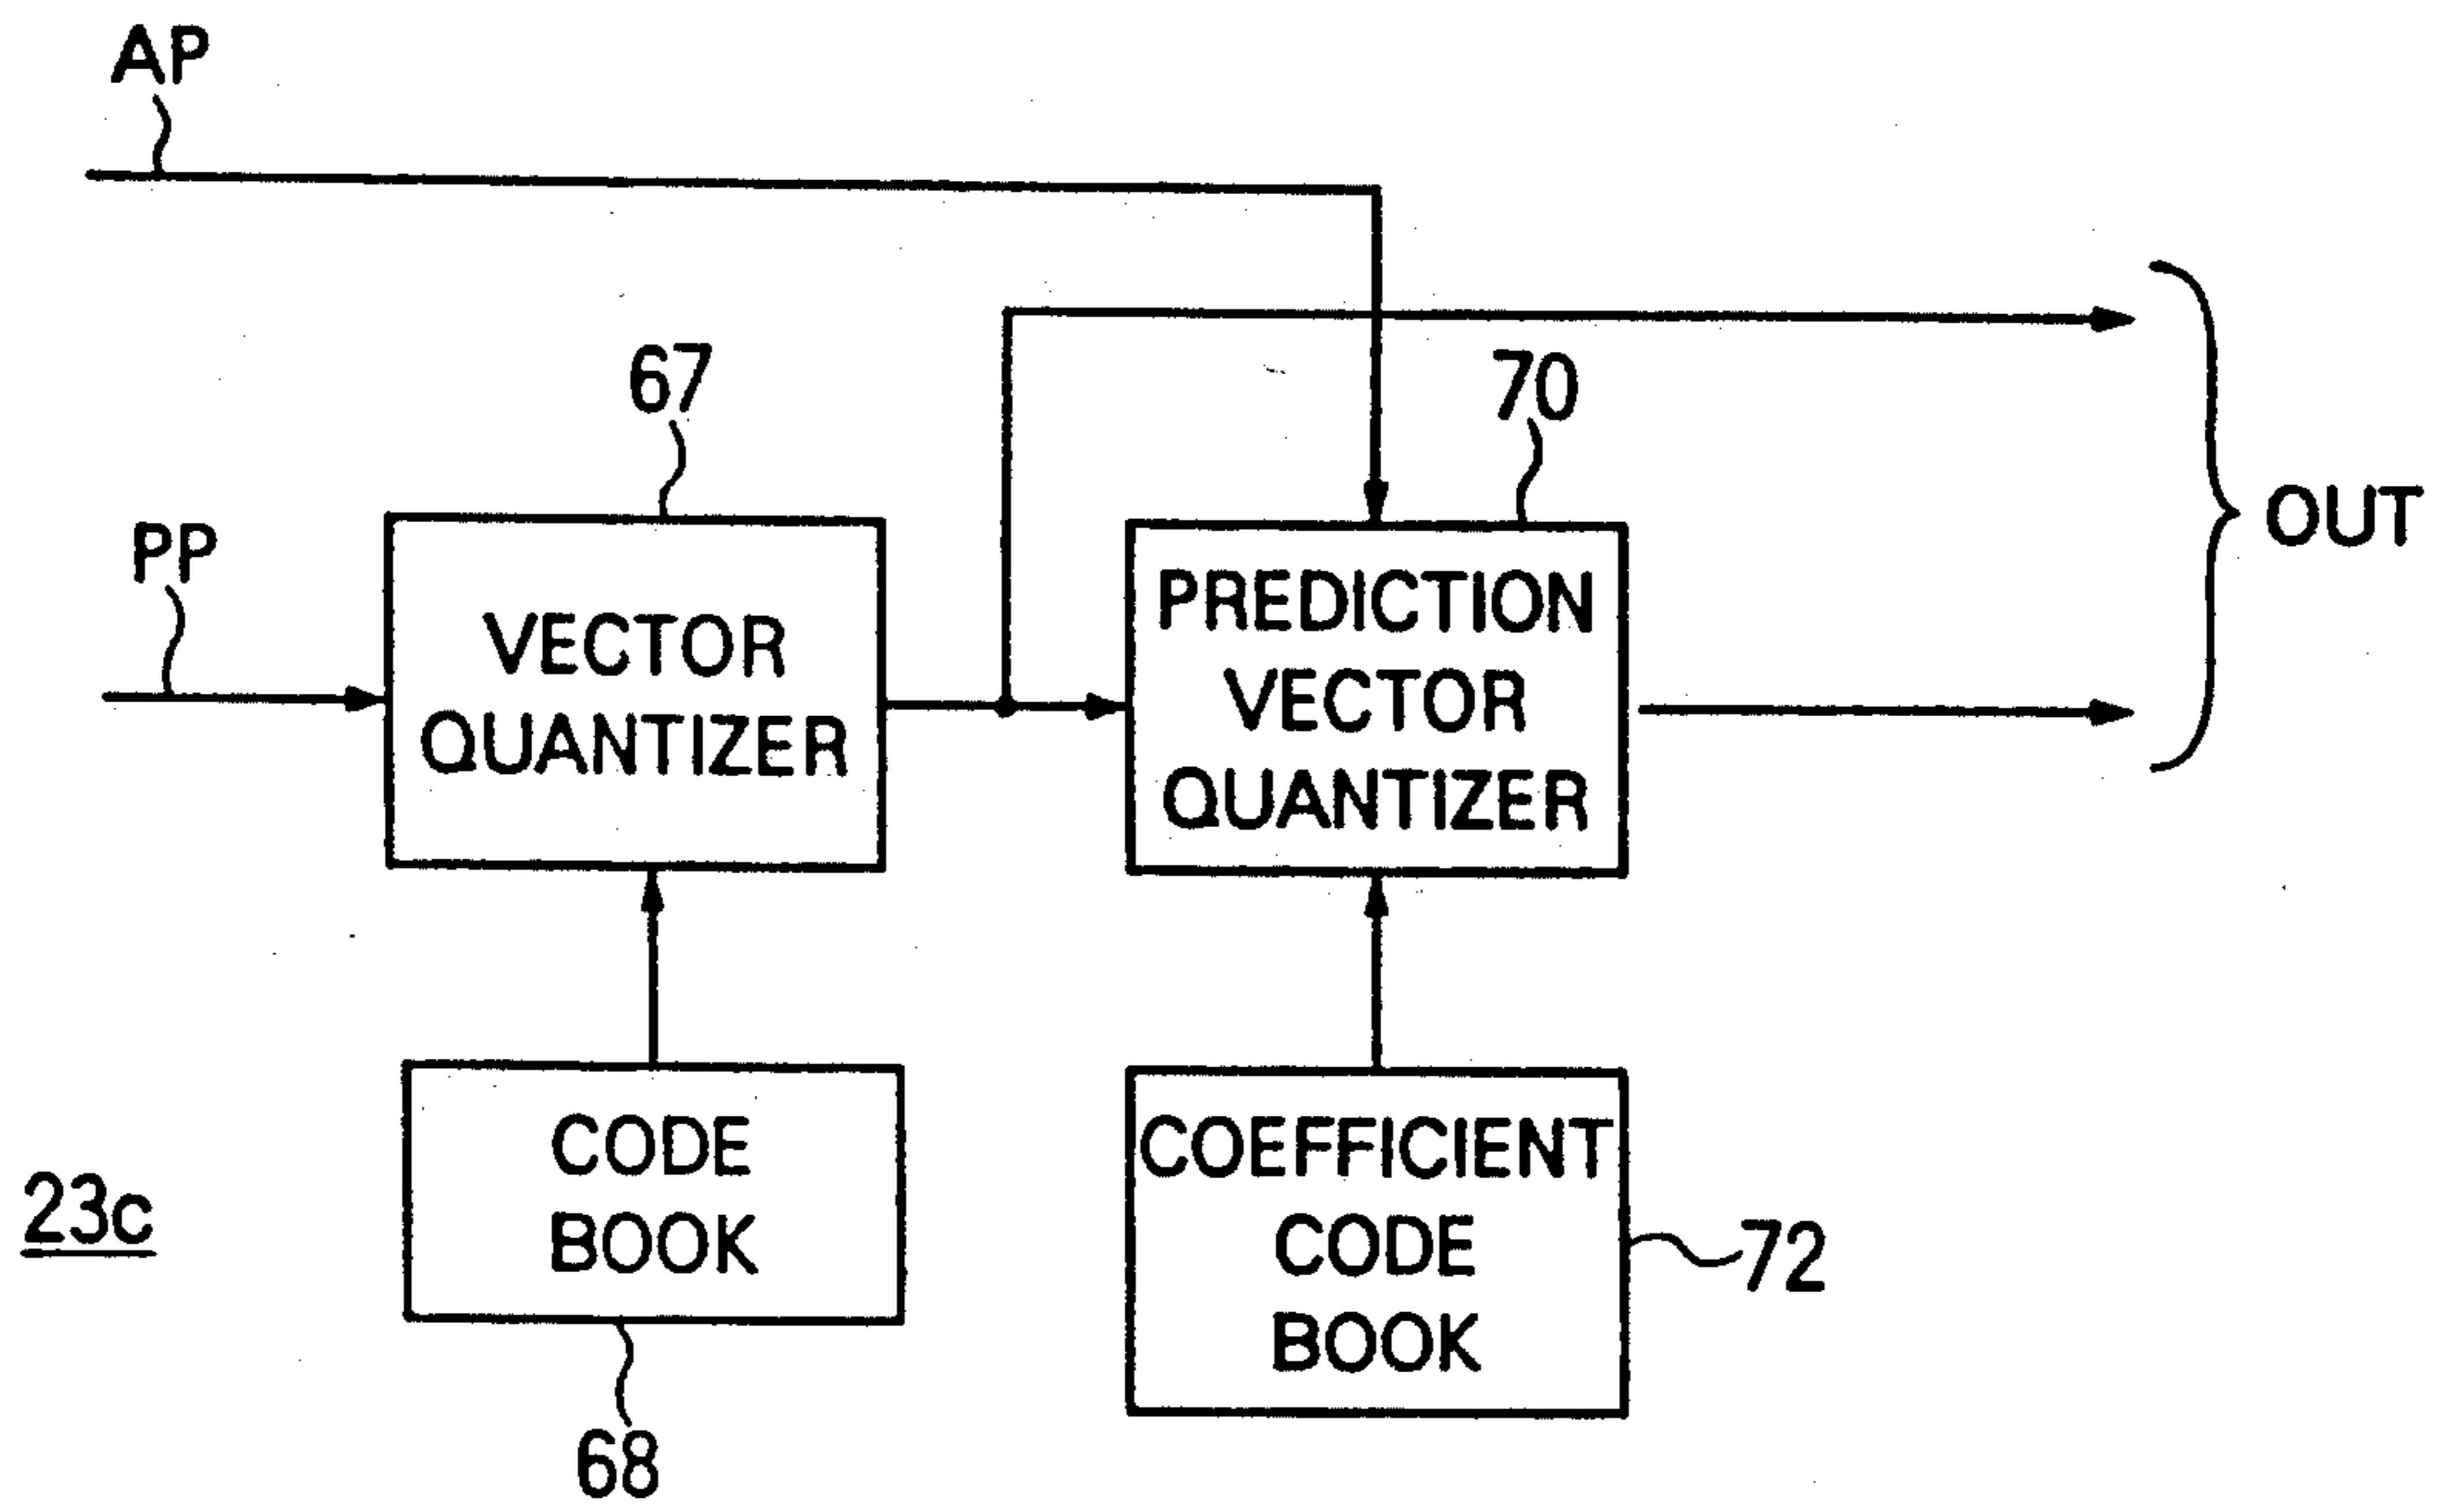 AP
67
70
PP
OUT
VECTOR
QUANTIZER
PREDICTION
VECTOR
QUANTIZER
CODE
BOOK
COEFFICIENT
CODE
BOOK
23c
72
68